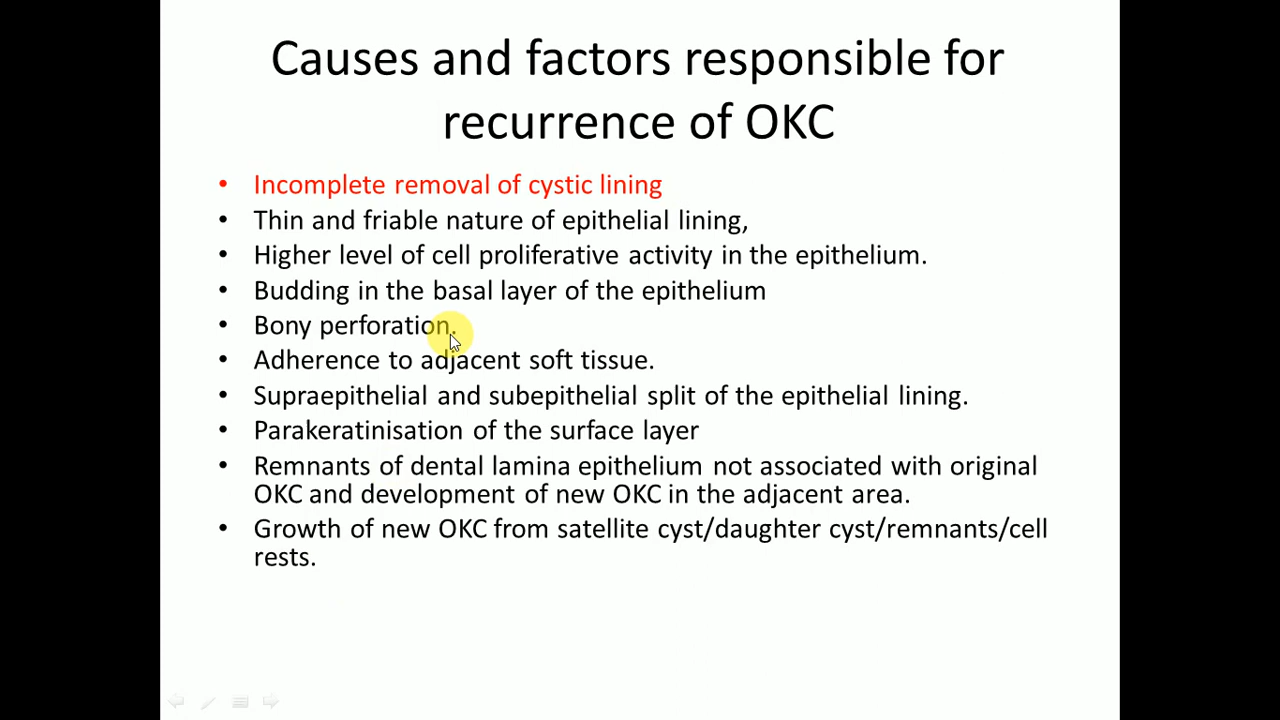 Causes and factors responsible for
recurrence of OKC
• Incomplete removal of cystic lining
• Thin and friable nature of epithelial lining,
• Higher level of cell proliferative activity in the epithelium.
• Budding in the basal layer of the epithelium
• Bony perforation.
• Adherence to adjacent soft tissue.
• Supraepithelial and subepithelial split of the epithelial lining.
• Parakeratinisation of the surface layer
• Remnants of dental lamina epithelium not associated with original
OKC and development of new OKC in the adjacent area.
• Growth of new OKC from satellite cyst/daughter cyst/remnants/cell
rests.